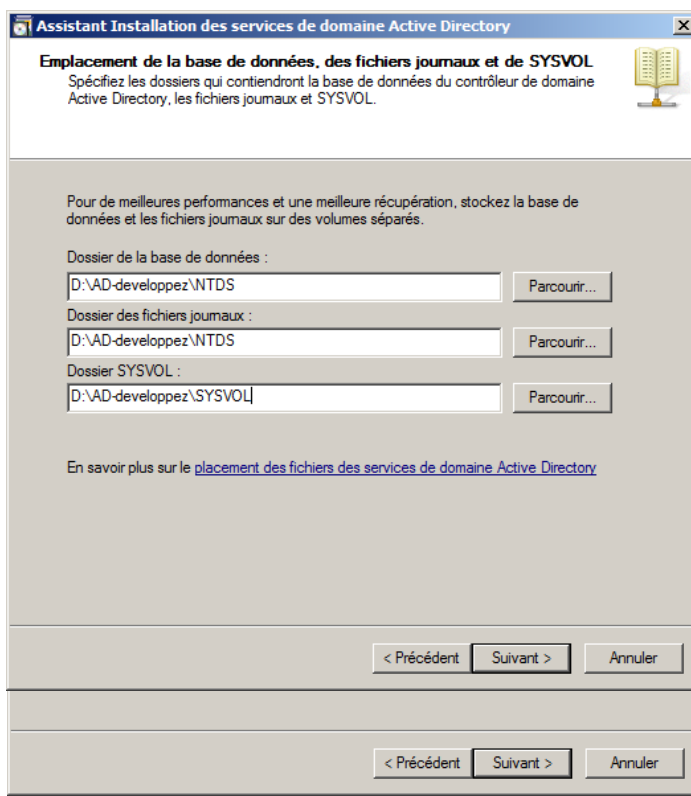 Assistant Installation des services de domaine Active Directory
Emplacement de la base de données, des fichiers journaux et de SYSVOL
Spécifiez les dossiers qui contiendront la base de données du contrôleur de domaine
Active Directory, les fichiers journaux et SYSVOL.
Pour de meilleures performances et une meilleure récupération, stockez la base de
données et les fichiers journaux sur des volumes séparés.
Dossier de la base de données :
D:\AD-developpez\NTDS
Parcourir...
Dossier des fichiers journaux :
D:\AD-developpez\NTDS
Parcourir...
Dossier SYSVOL :
D:\AD-developpez\SYSVOL
Parcourir...
En savoir plus sur le placement des fichiers des services de domaine Active Directory
< Précédent Suivant > Annuler
< Précédent Suivant > Annuler